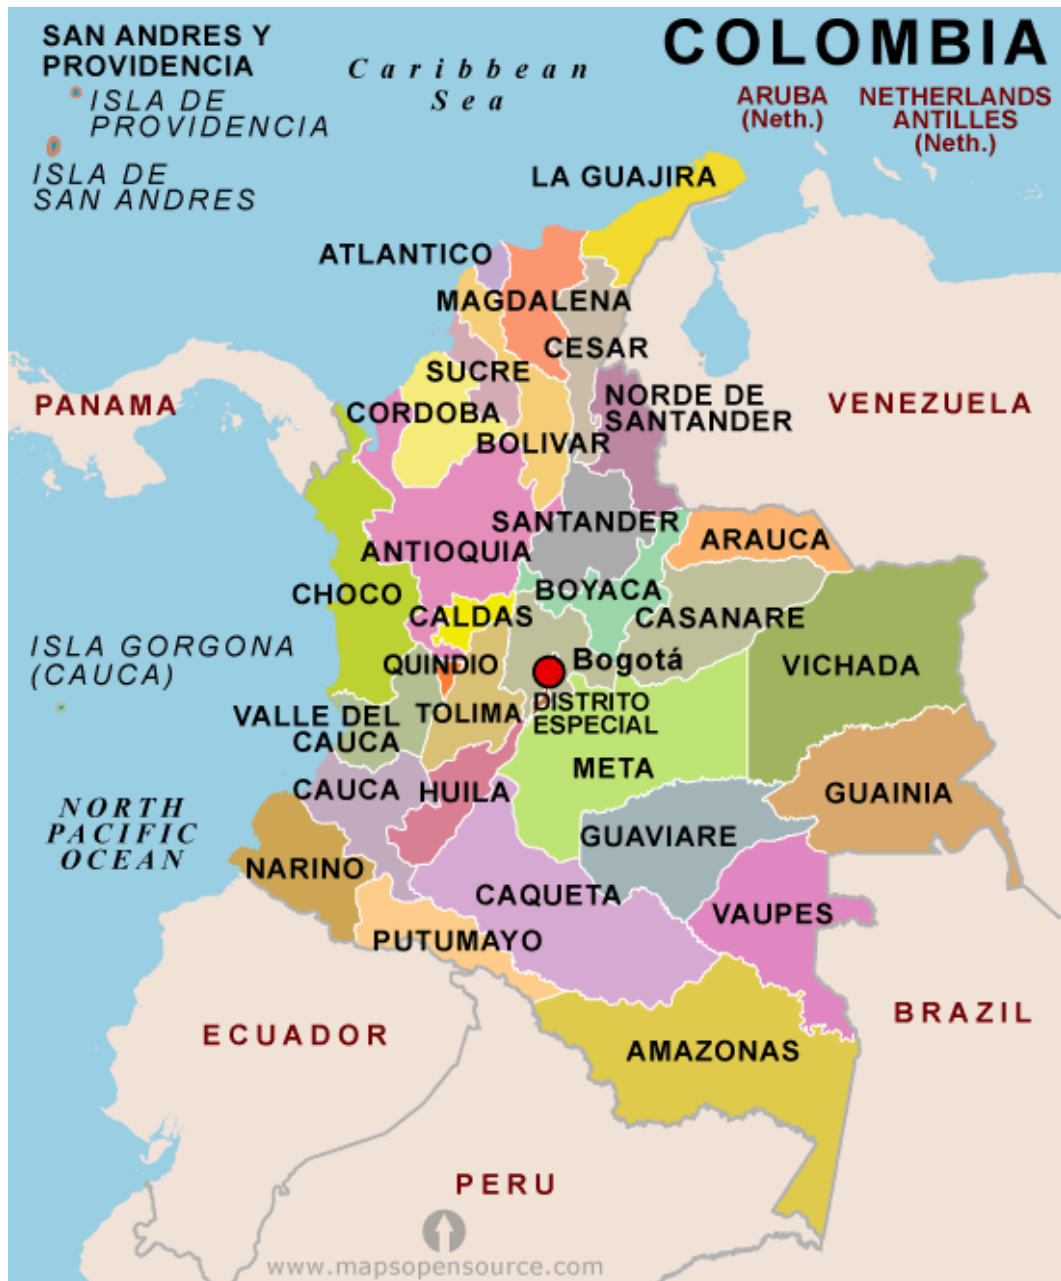 COLOMBIA
SAN ANDRES Y
PROVIDENCIA
ISLA DE
PROVIDENCIA
ISLA DE
SAN ANDRES
Caribbean
Sea
ARUBA
(Neth.)
NETHERLANDS
ANTILLES
(Neth.)
LA GUAJIRA
ATLANTICO
MAGDALENA
CESAR
SUCRE
NORDE DE
SANTANDER
PANAMA
CORDOBA
VENEZUELA
BOLIVAR
SANTANDER
ARAUCA
ANTIOQUIA
CHOCO
BOYACA
CALDAS
CASANARE
ISLA GORGONA
(CAUCA)
QUINDIO
Bogotá
VICHADA
DISTRITO
ESPECIAL
VALLE DEL
CAUCA
TOLIMA
META
CAUCA
HUILA
GUAINIA
NORTH
PACIFIC
OCEAN
GUAVIARE
NARINO
CAQUETA
VAUPES
PUTUMAYO
BRAZIL
ECUADOR
AMAZONAS
PERU
www.mapsopensource.com